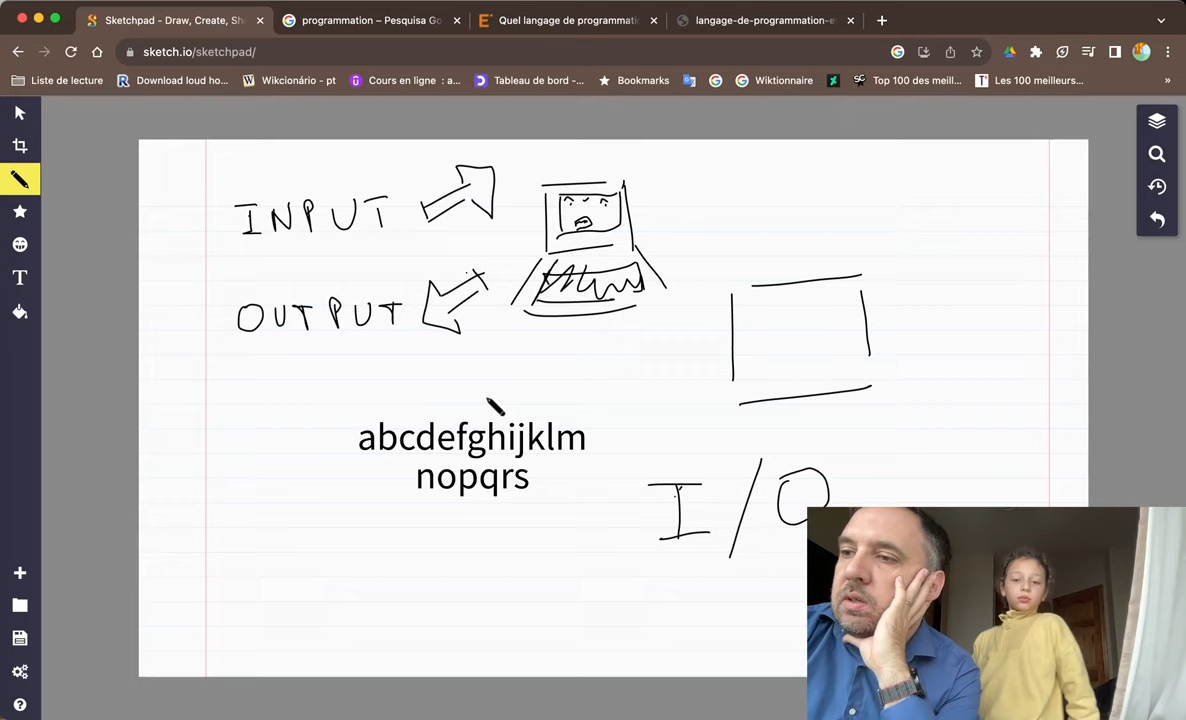 Sketchpad - Draw, Create, Sh
programmation – Pesquisa Go
Quel langage de programmati
langage-de-programmation-e
sketch.io/sketchpad/
Liste de lecture
Download loud ho...
Wikcionário - pt
Cours en ligne : a...
Tableau de bord -...
Bookmarks
Wiktionnaire
Top 100 des meill...
Les 100 meilleurs...
INPUT
OUTPUT
abcdefghijklm
nopqrs
I/O